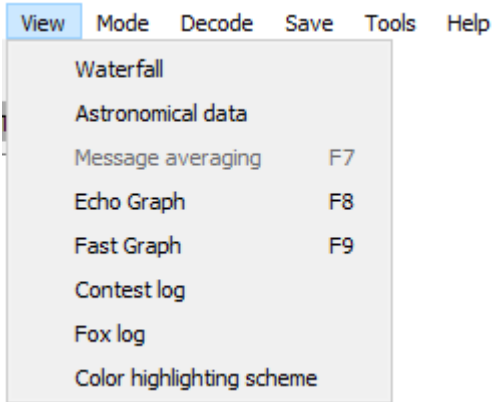 View Mode Decode Save Tools Help
Waterfall
Astronomical data
Message averaging F7
Echo Graph F8
Fast Graph F9
Contest log
Fox log
Color highlighting scheme